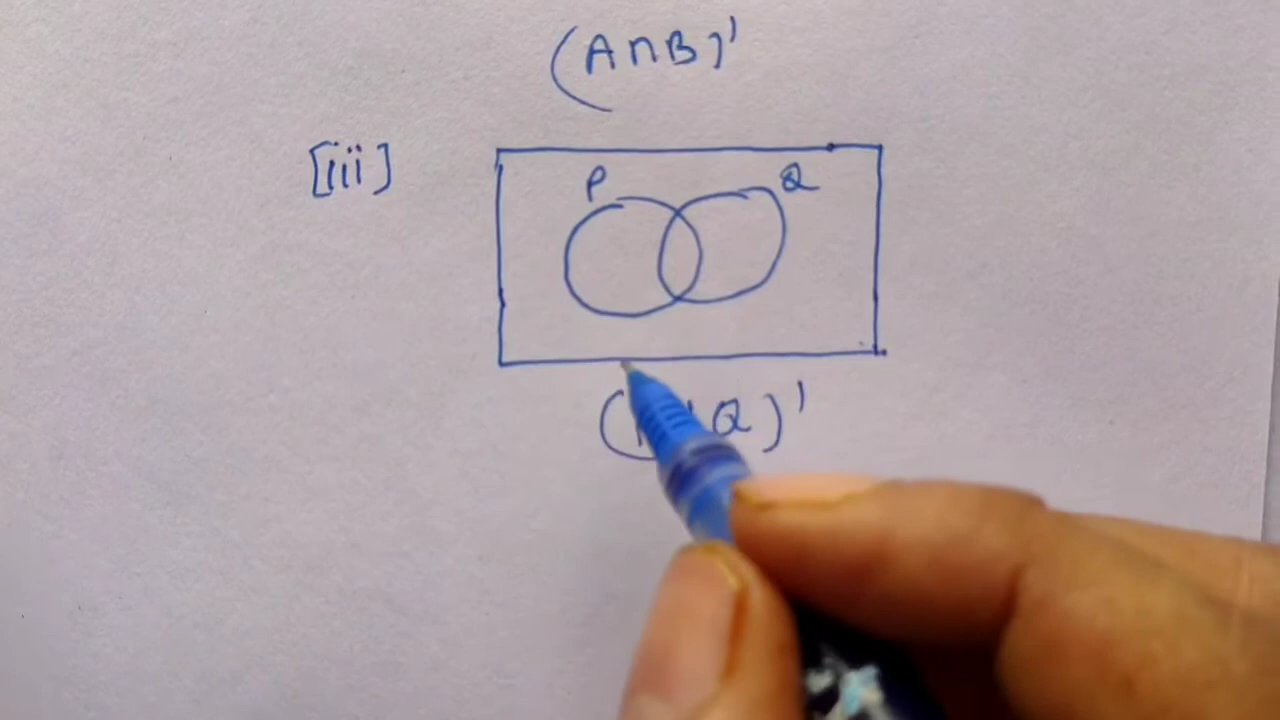 (A∩B)'
[iii]
P Q
( Q)'